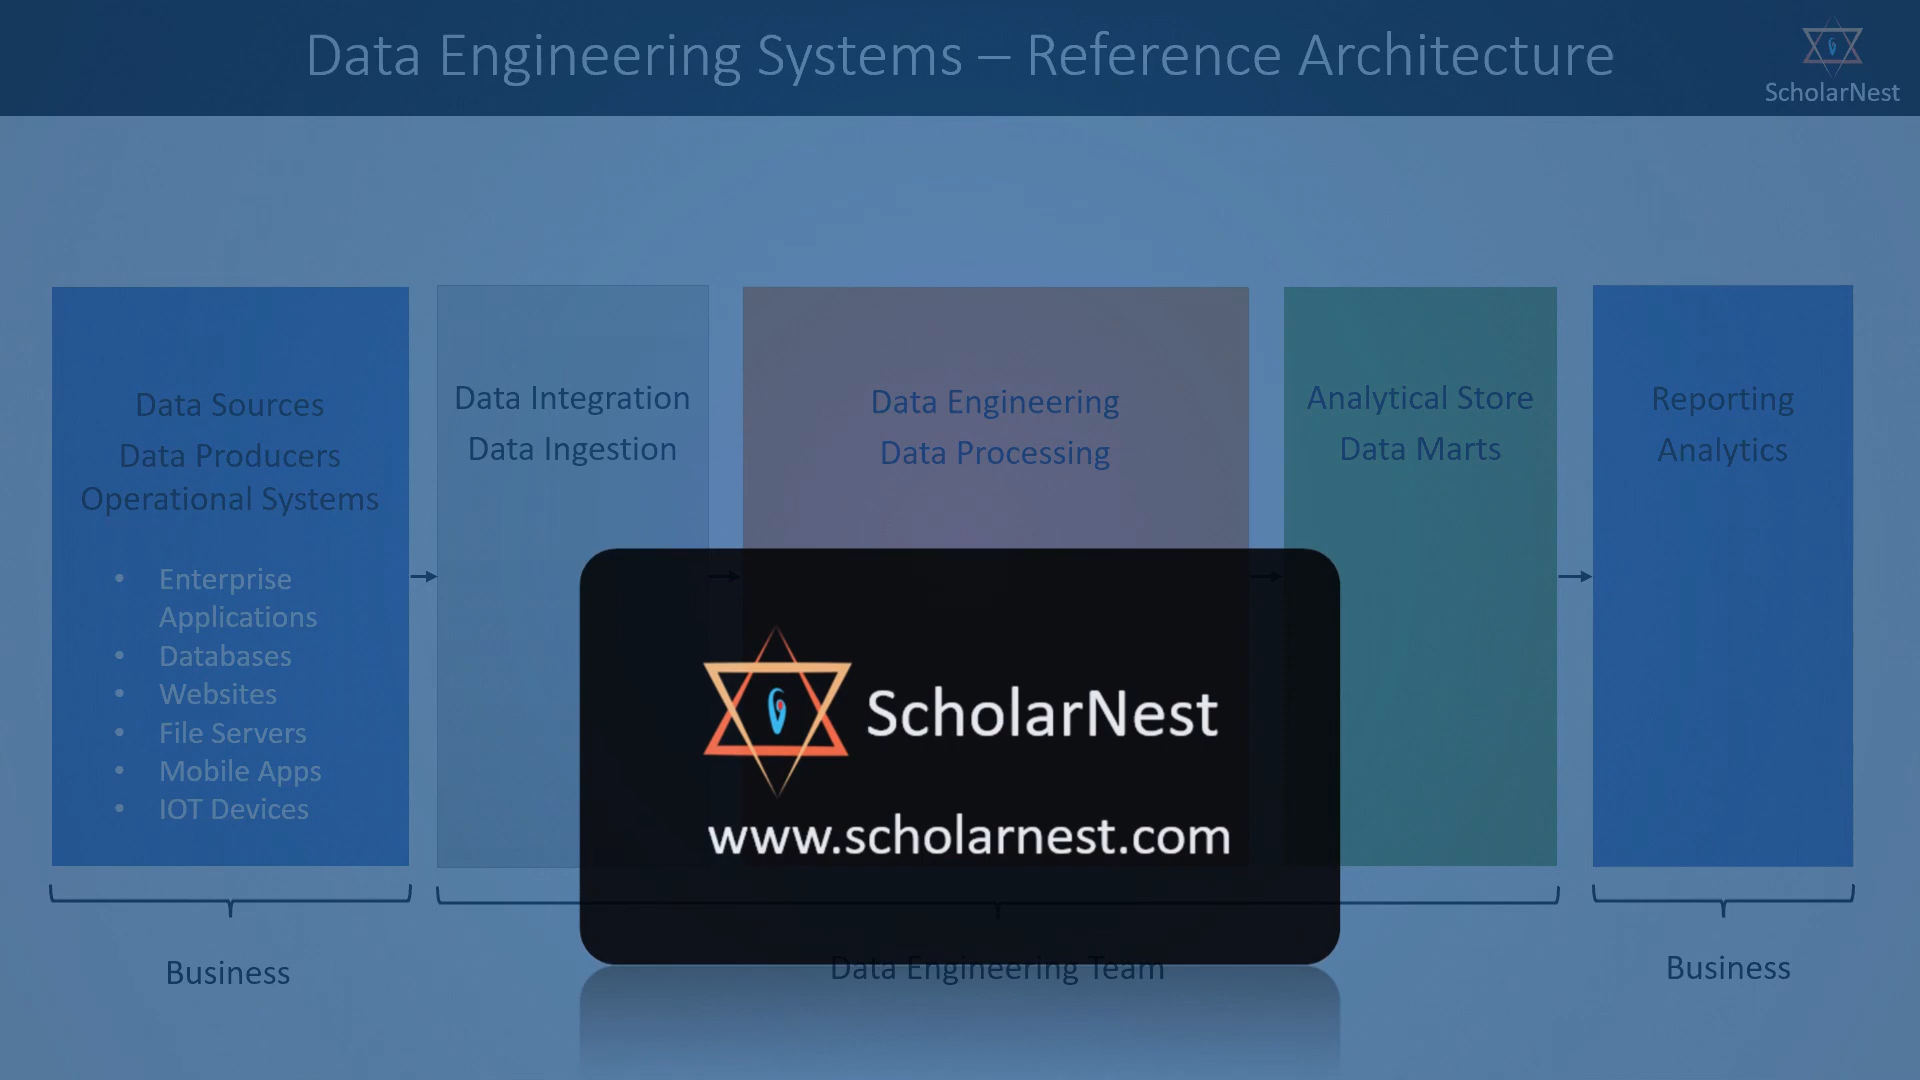 Data Engineering Systems – Reference Architecture
ScholarNest
Data Sources
Data Producers
Operational Systems
• Enterprise
Applications
• Databases
• Websites
• File Servers
• Mobile Apps
• IOT Devices
Data Integration
Data Ingestion
Data Engineering
Data Processing
Analytical Store
Data Marts
Reporting
Analytics
ScholarNest
www.scholarnest.com
Business
Data Engineering Team
Business